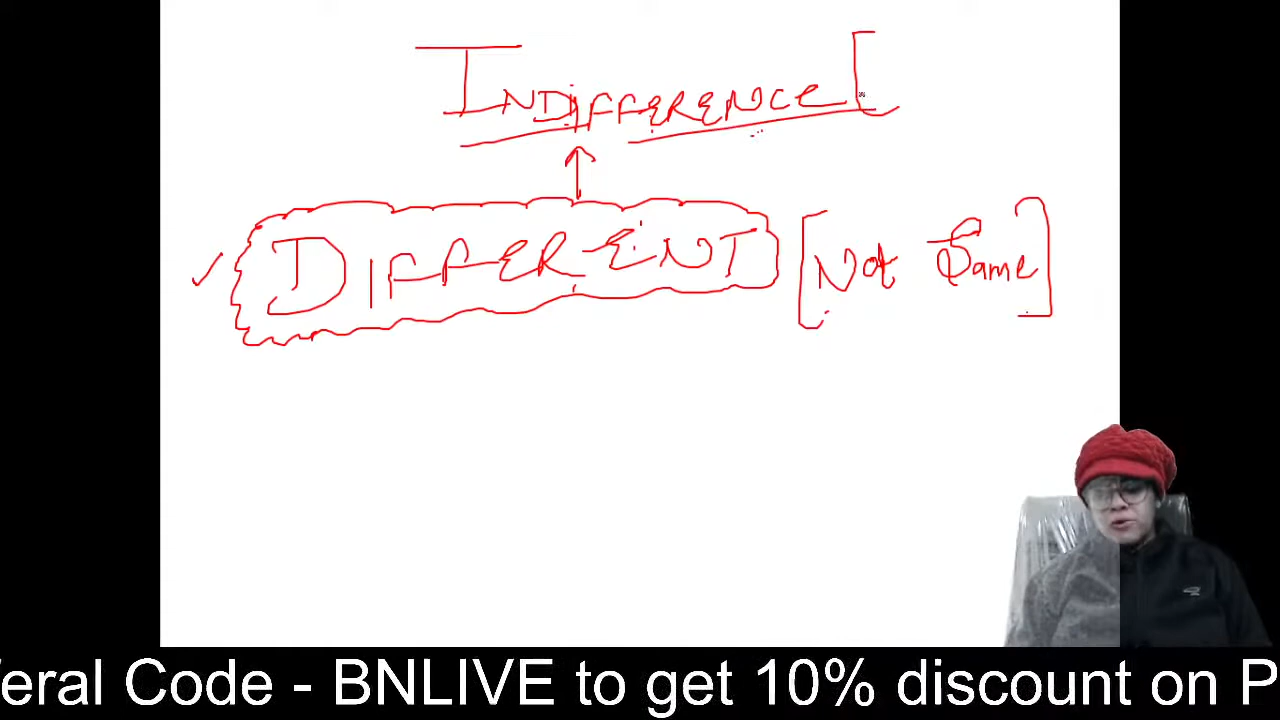 INDIFFERENCE [
DIFFERENT [Not Same]
eral Code - BNLIVE to get 10% discount on P